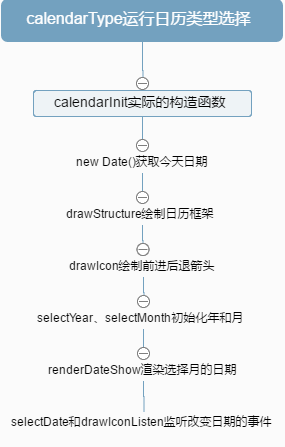 calendarType运行日历类型选择
calendarInit实际的构造函数
new Date()获取今天日期
drawStructure绘制日历框架
drawIcon绘制前进后退箭头
selectYear、selectMonth初始化年和月
renderDateShow渲染选择月的日期
selectDate和drawIconListen监听改变日期的事件